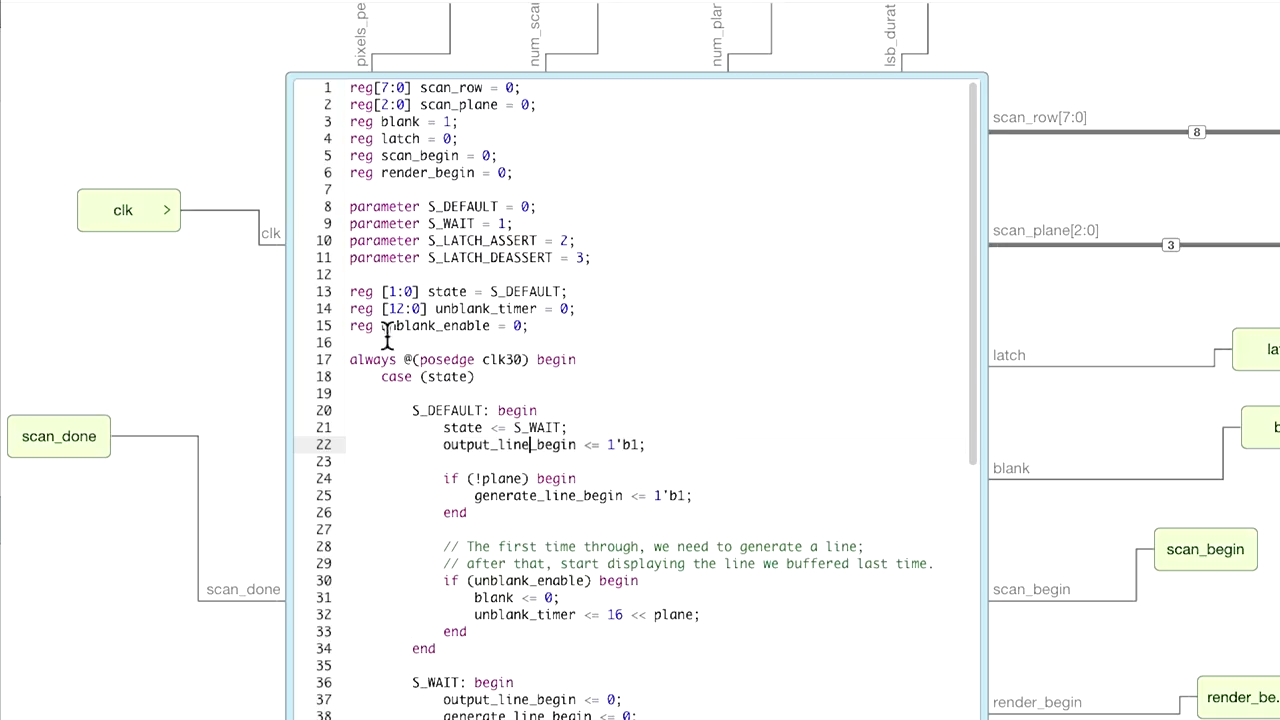 pixels_pe
num_scai
num_plar
lsb_durat
1 reg[7:0] scan_row = 0;
2 reg[2:0] scan_plane = 0;
3 reg blank = 1;
4 reg latch = 0;
5 reg scan_begin = 0;
6 reg render_begin = 0;
7
8 parameter S_DEFAULT = 0;
9 parameter S_WAIT = 1;
10 parameter S_LATCH_ASSERT = 2;
11 parameter S_LATCH_DEASSERT = 3;
12
13 reg [1:0] state = S_DEFAULT;
14 reg [12:0] unblank_timer = 0;
15 reg unblank_enable = 0;
16
17 always @(posedge clk30) begin
18 case (state)
19
20 S_DEFAULT: begin
21 state <= S_WAIT;
22 output_line_begin <= 1'b1;
23
24 if (!plane) begin
25 generate_line_begin <= 1'b1;
26 end
27
28 // The first time through, we need to generate a line;
29 // after that, start displaying the line we buffered last time.
30 if (unblank_enable) begin
31 blank <= 0;
32 unblank_timer <= 16 << plane;
33 end
34 end
35
36 S_WAIT: begin
37 output_line_begin <= 0;
38 generate_line_begin <= 0;
clk >
clk
scan_done
scan_done
scan_row[7:0]
8
scan_plane[2:0]
3
latch
la
blank
b
scan_begin
scan_begin
render_begin
render_be...